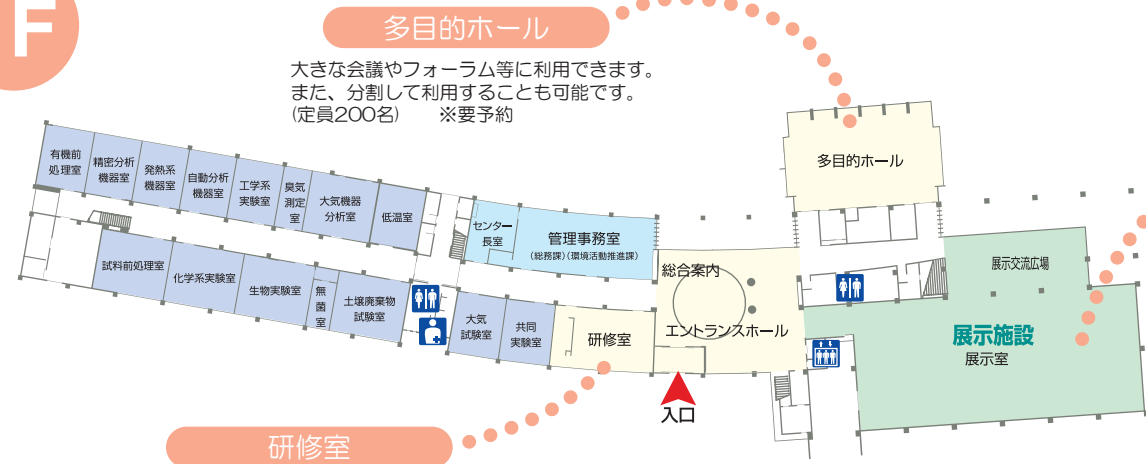 F
多目的ホール
大きな会議やフォーラム等に利用できます。
また、分割して利用することも可能です。
(定員200名)　※要予約
有機前
処理室
精密分析
機器室
発熱系
機器室
自動分析
機器室
工学系
実験室
臭気
測定
室
大気機器
分析室
低温室
センター
長室
管理事務室
(総務課)(環境活動推進課)
多目的ホール
試料前処理室
化学系実験室
生物実験室
無
菌
室
土壌廃棄物
試験室
大気
試験室
共同
実験室
研修室
総合案内
エントランスホール
展示交流広場
展示施設
展示室
入口
研修室